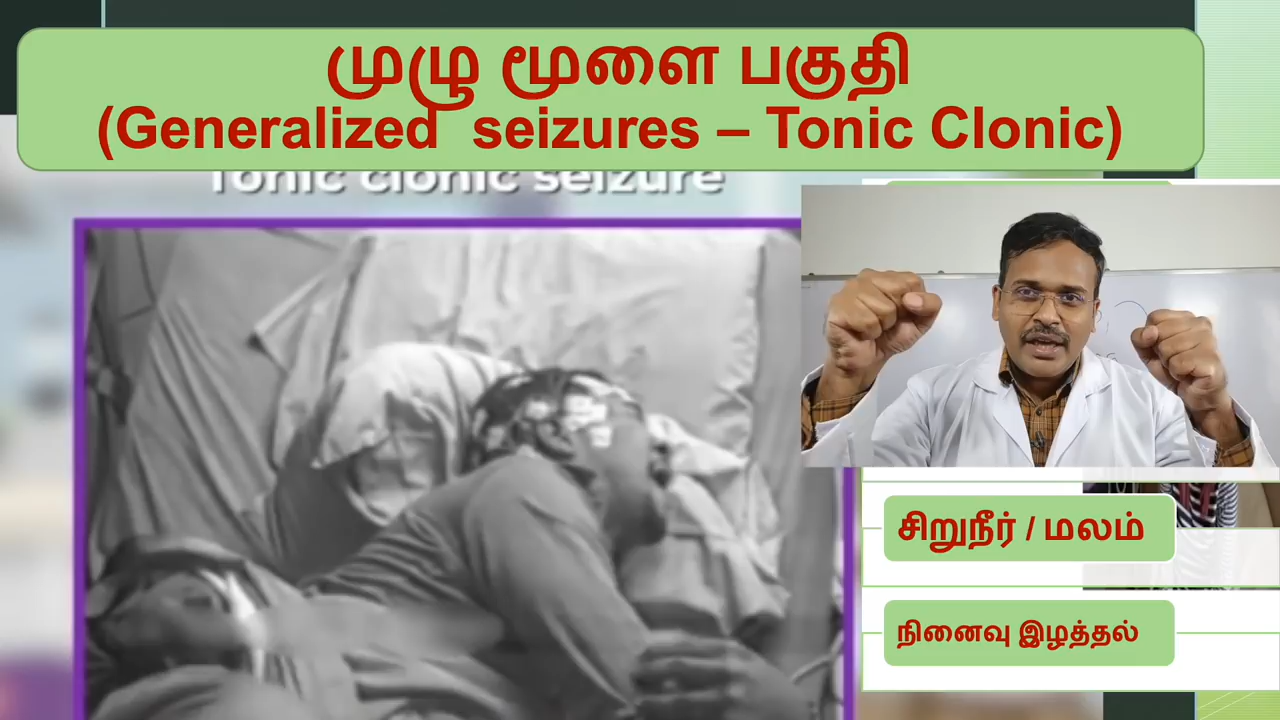 முழு மூளை பகுதி
(Generalized seizures – Tonic Clonic)
Tonic clonic seizure
சிறுநீர் / மலம்
நினைவு இழத்தல்